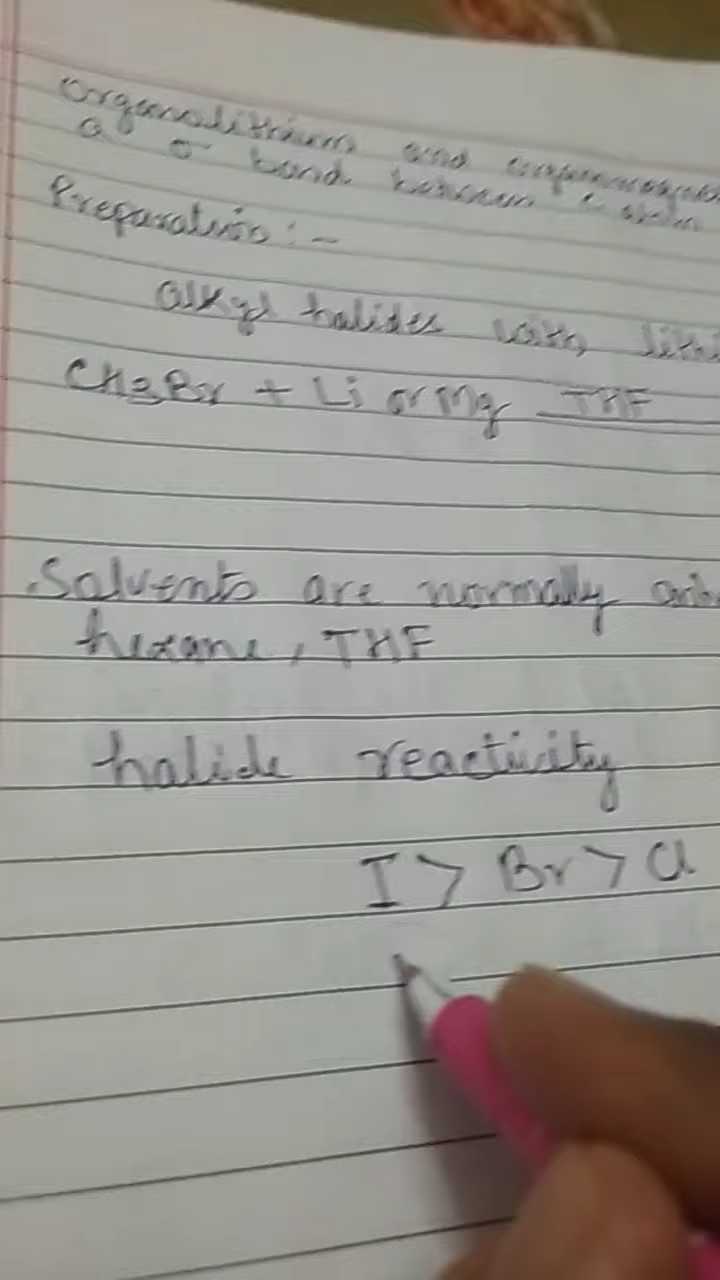 Organolithium and
a σ bond between C atom
Preparation :-
alkyl halides with
CH3Br + Li or Mg THF
Solvents are normally
hexane, THF
halide reactivity
I > Br > Cl